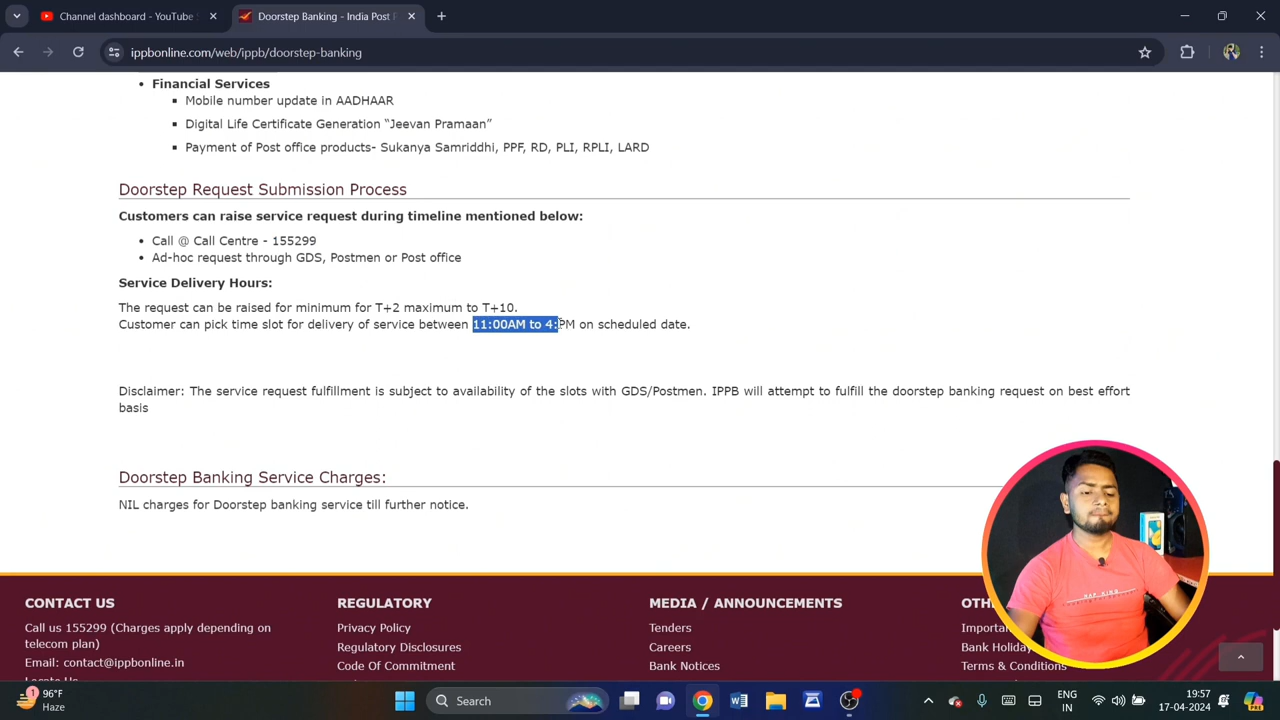 Channel dashboard - YouTube S
Doorstep Banking - India Post P
ippbonline.com/web/ippb/doorstep-banking
Financial Services
Mobile number update in AADHAAR
Digital Life Certificate Generation “Jeevan Pramaan”
Payment of Post office products- Sukanya Samriddhi, PPF, RD, PLI, RPLI, LARD
Doorstep Request Submission Process
Customers can raise service request during timeline mentioned below:
Call @ Call Centre - 155299
Ad-hoc request through GDS, Postmen or Post office
Service Delivery Hours:
The request can be raised for minimum for T+2 maximum to T+10.
Customer can pick time slot for delivery of service between 11:00AM to 4:PM on scheduled date.
Disclaimer: The service request fulfillment is subject to availability of the slots with GDS/Postmen. IPPB will attempt to fulfill the doorstep banking request on best effort
basis
Doorstep Banking Service Charges:
NIL charges for Doorstep banking service till further notice.
CONTACT US
Call us 155299 (Charges apply depending on
telecom plan)
Email: contact@ippbonline.in
Locate Us
REGULATORY
Privacy Policy
Regulatory Disclosures
Code Of Commitment
MEDIA / ANNOUNCEMENTS
Tenders
Careers
Bank Notices
OTH
Importan
Bank Holiday
Terms & Conditions
1
96°F
Haze
Search
ENG
IN
19:57
17-04-2024